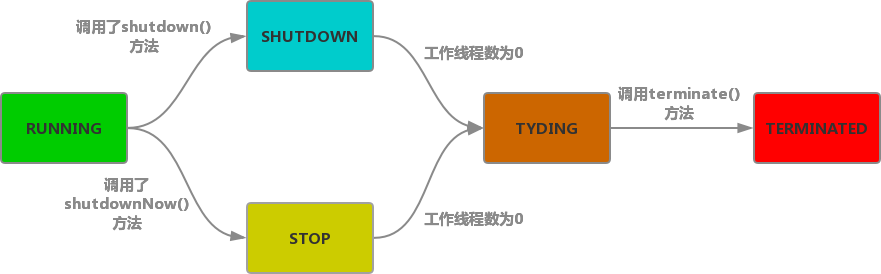 调用了shutdown()
方法
SHUTDOWN
工作线程数为0
RUNNING
TYDING
调用terminate()
方法
TERMINATED
调用了
shutdownNow()
方法
STOP
工作线程数为0